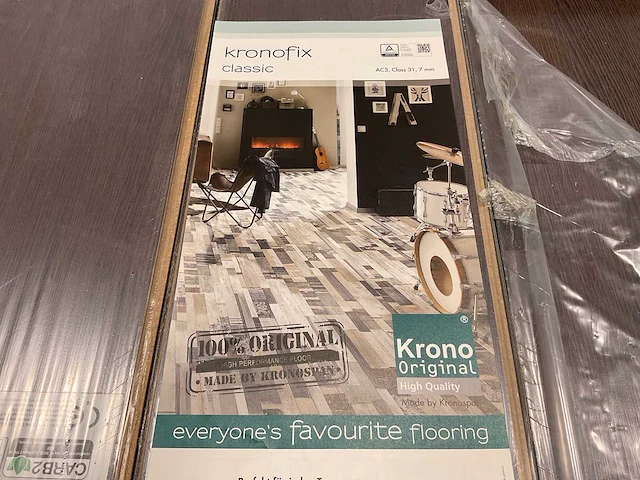 kronofix
classic
AC3, Class 31, 7 mm
100% ORIGINAL
HIGH PERFORMANCE FLOOR
• MADE BY KRONOSPAN •
Krono®
Original
High Quality
Made by Kronospan
everyone's favourite flooring
CE
CARB2